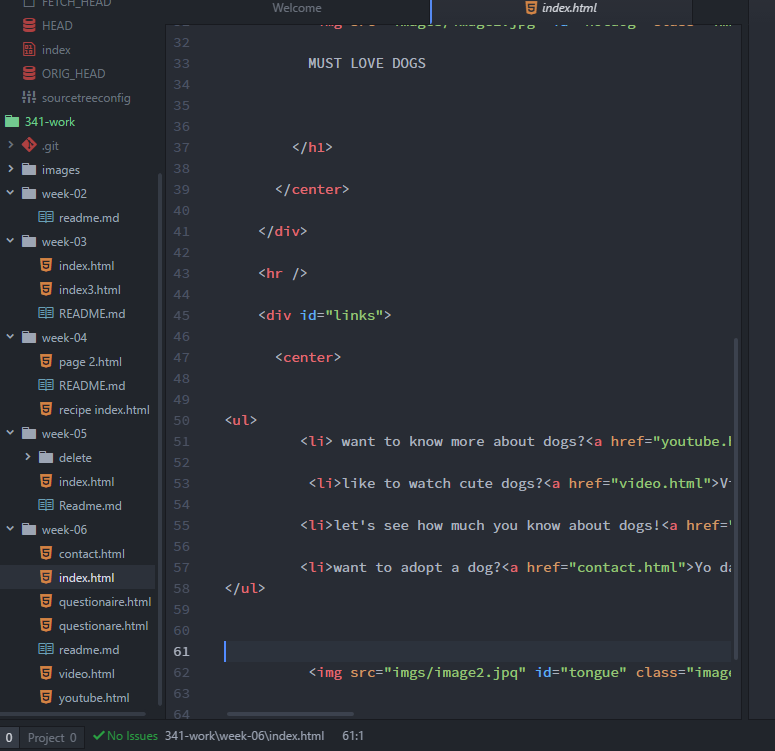 FETCH_HEAD
HEAD
index
ORIG_HEAD
sourcetreeconfig
341-work
.git
images
week-02
readme.md
week-03
index.html
index3.html
README.md
week-04
page 2.html
README.md
recipe index.html
week-05
delete
index.html
Readme.md
week-06
contact.html
index.html
questionaire.html
questionare.html
readme.md
video.html
youtube.html
Welcome
index.html
32
33 MUST LOVE DOGS
34
35
36
37 </h1>
38
39 </center>
40
41 </div>
42
43 <hr />
44
45 <div id="links">
46
47 <center>
48
49
50 <ul>
51 <li> want to know more about dogs?<a href="youtube.h
52
53 <li>like to watch cute dogs?<a href="video.html">Vi
54
55 <li>let's see how much you know about dogs!<a href="
56
57 <li>want to adopt a dog?<a href="contact.html">Yo da
58 </ul>
59
60
61
62 <img src="imgs/image2.jpq" id="tongue" class="image
63
64
0 Project 0 No Issues 341-work\week-06\index.html 61:1